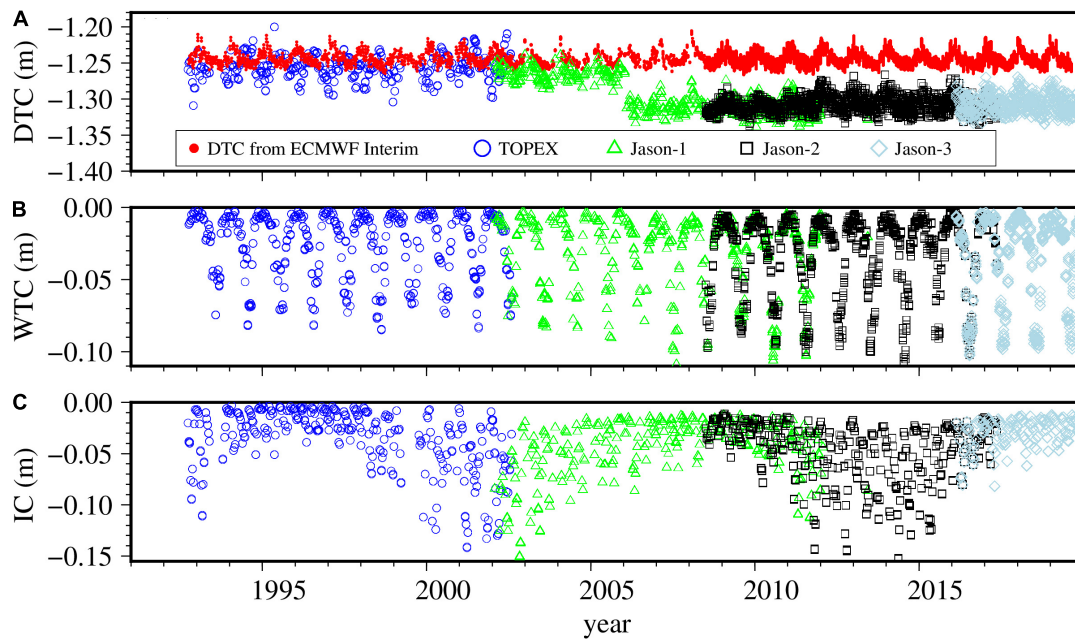 A
DTC (m)
−1.20
−1.25
−1.30
−1.35
−1.40
DTC from ECMWF Interim TOPEX Jason-1 Jason-2 Jason-3
B
WTC (m)
0.00
−0.05
−0.10
C
IC (m)
0.00
−0.05
−0.10
−0.15
1995 2000 2005 2010 2015
year